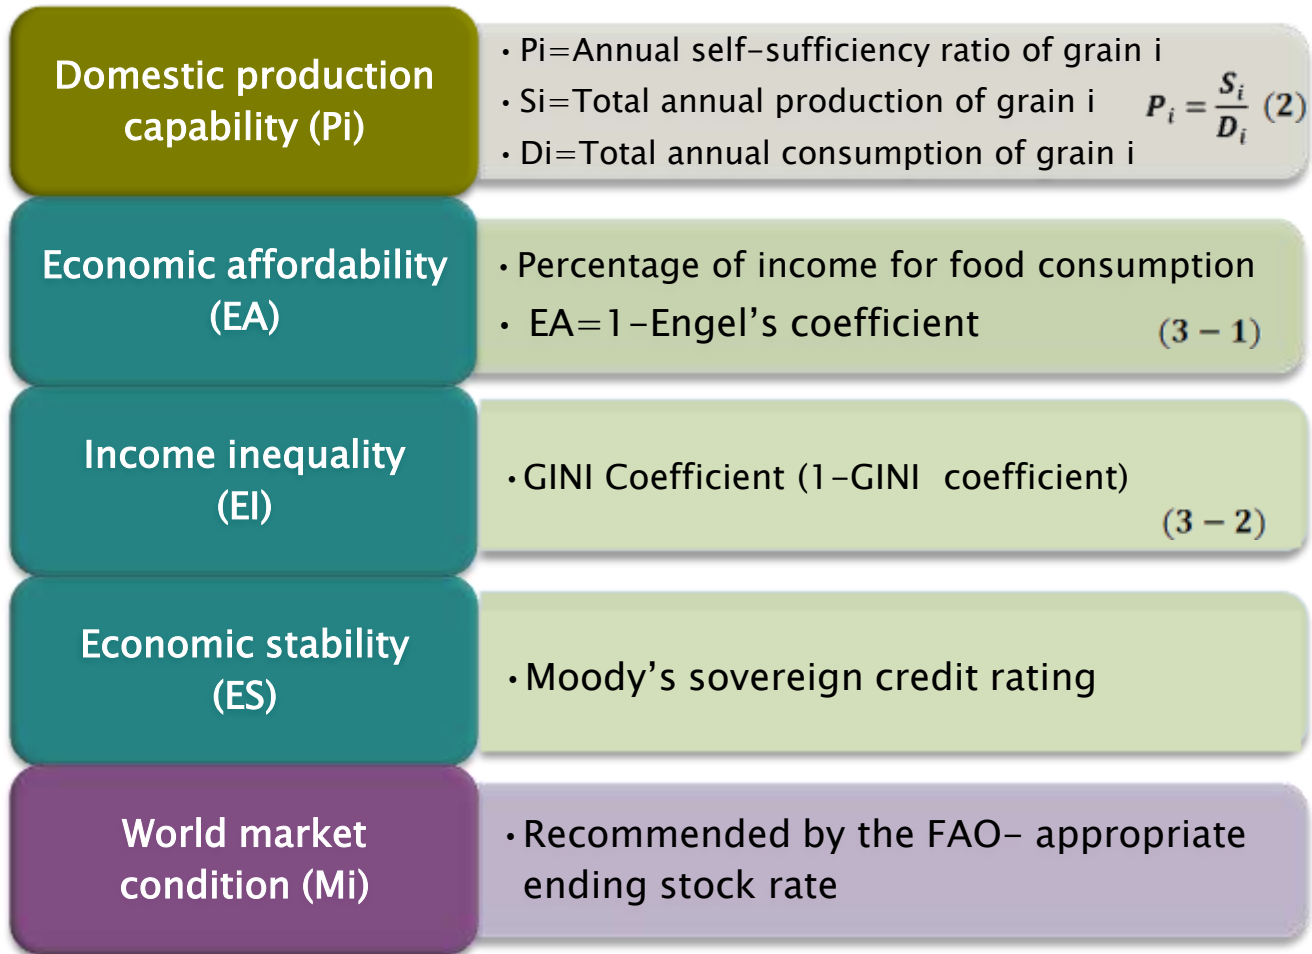 Domestic production
capability (Pi)
• Pi=Annual self-sufficiency ratio of grain i
• Si=Total annual production of grain i
• Di=Total annual consumption of grain i
P_i = S_i / D_i (2)
Economic affordability
(EA)
• Percentage of income for food consumption
• EA=1-Engel's coefficient
(3 – 1)
Income inequality
(EI)
• GINI Coefficient (1-GINI coefficient)
(3 – 2)
Economic stability
(ES)
• Moody's sovereign credit rating
World market
condition (Mi)
• Recommended by the FAO- appropriate
ending stock rate